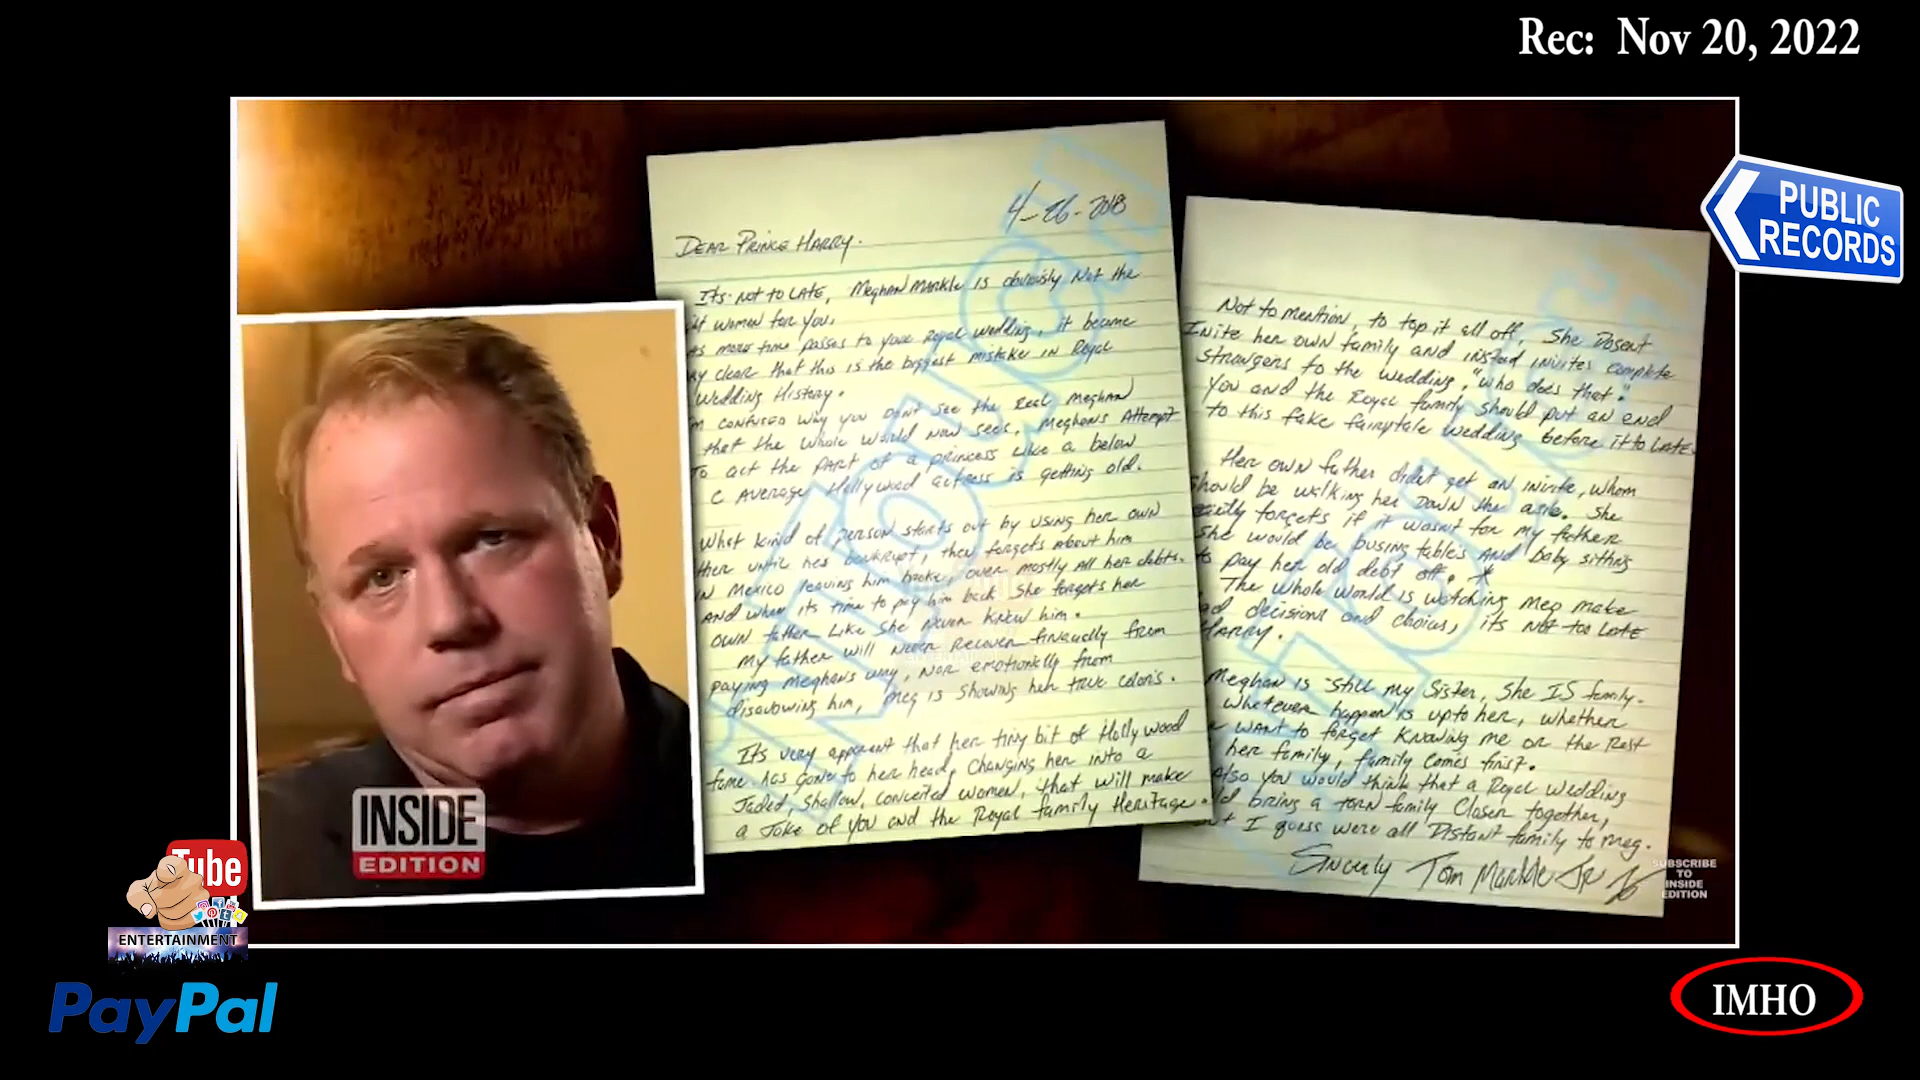 Rec: Nov 20, 2022
PUBLIC
RECORDS
4-26-2018
DEAR PRINCE HARRY.
Its not to LATE, Meghan MARKLE IS obviously Not the
women for you.
As more time passes to your Royal wedding, it became
clear that this is the biggest mistake in Royal
Wedding History.
confused why you Don't see the Real Meghan
that the whole world Now sees, Meghans Attempt
To act the part of a princess like a below
C Average Hollywood actress is getting old.
What kind of person starts out by using her own
until hes bankrupt, then forgets about him
IN Mexico leaving him broke, over mostly all her debts.
And when its time to pay him back She forgets her
own father Like She Never Knew him.
My father will Never Recover finacully from
paying Meghans way, Nor emotionally from
disavowing him, Meg is showing her true colors.
Its very apparent that her tiny bit of Hollywood
fame has gone to her head, Changing her into a
Jaded, Shallow, conceited women, that will make
a Joke of you and the Royal family Heritage.
Not to mention, to top it all off, She Dosent
Invite her own family and instead invites complete
strangers to the wedding, "who does that."
You and the Royal family should put an end
to this fake fairytale wedding before it to LATE.
Her own father didnt get an invite, whom
should be walking her DOWN the asile. She
forgets if it wasnt for my father
she would be busing tables and baby sitting
to pay her old debt off.
The whole world is watching Meg make
decisions and choices, its Not too LATE
HARRY.
Meghan is still my Sister, She IS family.
Whatever happens is up to her, whether
want to forget Knowing me or the Rest
her family, family Comes first.
Also you would think that a Royal wedding
bring a torn family Closer together,
but I guess were all Distant family to Meg.
Sincerly Tom Markle Jr
INTOUCH
INTOUCH
INSIDE
EDITION
SUBSCRIBE
TO
INSIDE
EDITION
Tube
ENTERTAINMENT
PayPal
IMHO